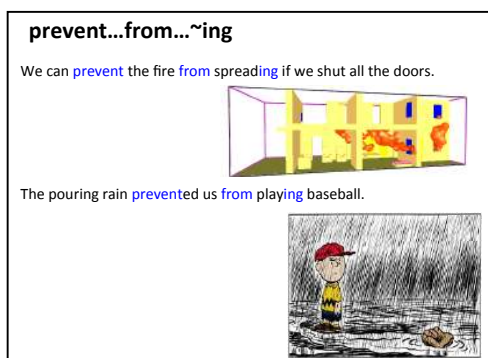 prevent…from…~ing
We can prevent the fire from spreading if we shut all the doors.
The pouring rain prevented us from playing baseball.